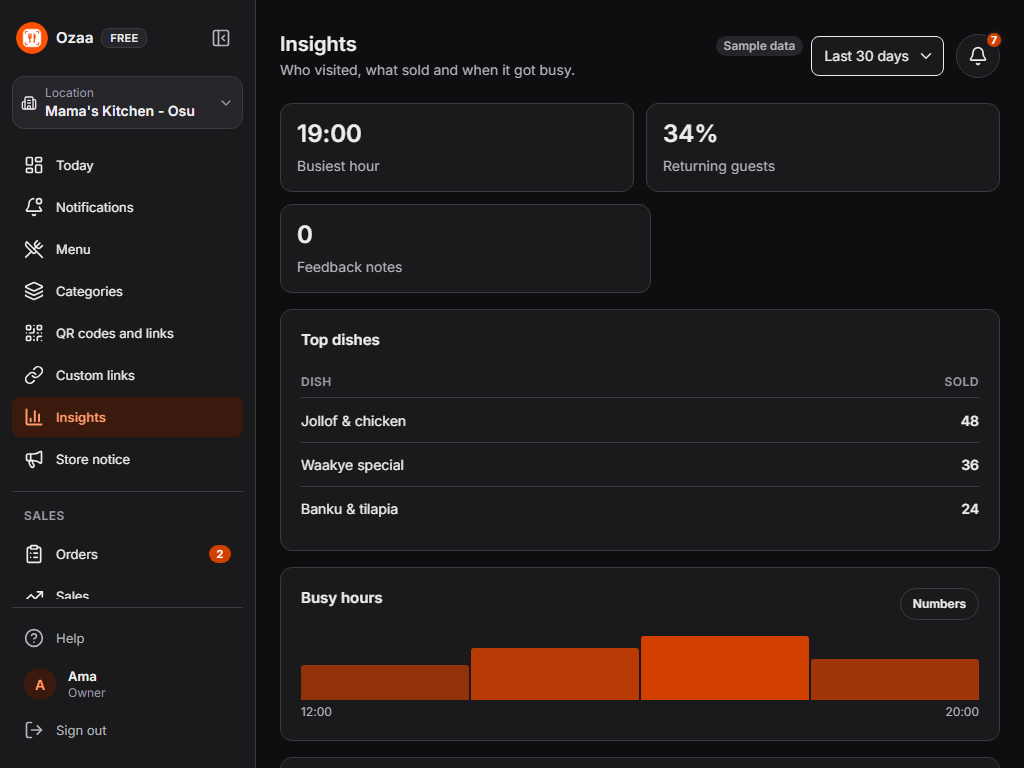 Ozaa FREE
Location
Mama's Kitchen - Osu
Today
Notifications
Menu
Categories
QR codes and links
Custom links
Insights
Store notice
SALES
Orders 2
Sales
Help
A
Ama
Owner
Sign out
Insights
Who visited, what sold and when it got busy.
Sample data
Last 30 days
7
19:00
Busiest hour
34%
Returning guests
0
Feedback notes
Top dishes
DISH SOLD
Jollof & chicken 48
Waakye special 36
Banku & tilapia 24
Busy hours
Numbers
12:00 20:00